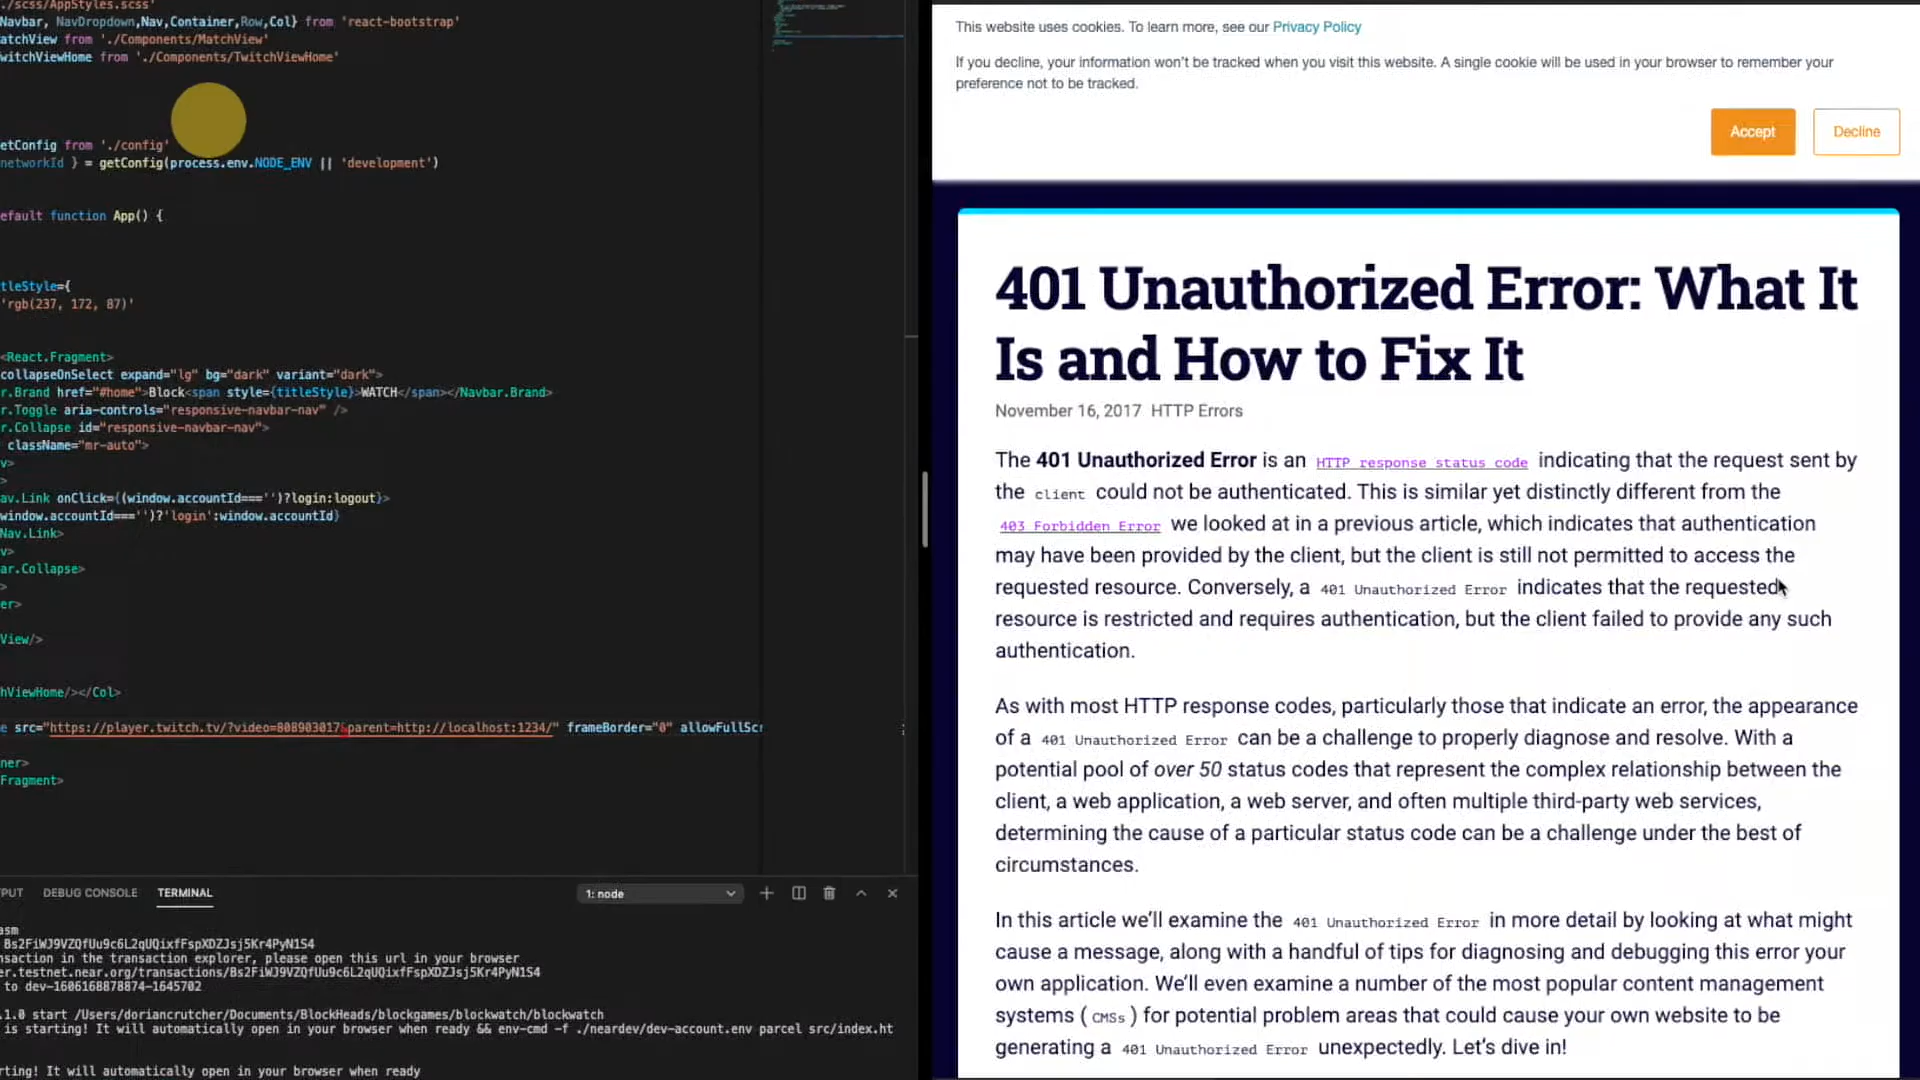 ./scss/AppStyles.scss'
Navbar, NavDropdown,Nav,Container,Row,Col} from 'react-bootstrap'
atchView from './Components/MatchView'
witchViewHome from './Components/TwitchViewHome'
etConfig from './config'
networkId } = getConfig(process.env.NODE_ENV || 'development')
efault function App() {
tleStyle={
'rgb(237, 172, 87)'
<React.Fragment>
collapseOnSelect expand="lg" bg="dark" variant="dark">
r.Brand href="#home">Block<span style={titleStyle}>WATCH</span></Navbar.Brand>
r.Toggle aria-controls="responsive-navbar-nav" />
r.Collapse id="responsive-navbar-nav">
className="mr-auto">
v>
>
av.Link onClick={(window.accountId==='')?login:logout}>
window.accountId==='')?'login':window.accountId}
Nav.Link>
v>
ar.Collapse>
>
er>
View/>
hViewHome/></Col>
e src="https://player.twitch.tv/?video=808903017&parent=http://localhost:1234/" frameBorder="0" allowFullScr
ner>
Fragment>
PUT DEBUG CONSOLE TERMINAL 1: node
asm
Bs2FiWJ9VZQfUu9c6L2qUQixfFspXDZJsj5Kr4PyN1S4
nsaction in the transaction explorer, please open this url in your browser
er.testnet.near.org/transactions/Bs2FiWJ9VZQfUu9c6L2qUQixfFspXDZJsj5Kr4PyN1S4
to dev-1606168878874-1645702
.1.0 start /Users/doriancrutcher/Documents/BlockHeads/blockgames/blockwatch/blockwatch
is starting! It will automatically open in your browser when ready && env-cmd -f ./neardev/dev-account.env parcel src/index.ht
rting! It will automatically open in your browser when ready
This website uses cookies. To learn more, see our Privacy Policy
If you decline, your information won't be tracked when you visit this website. A single cookie will be used in your browser to remember your
preference not to be tracked.
Accept Decline
401 Unauthorized Error: What It
Is and How to Fix It
November 16, 2017 HTTP Errors
The 401 Unauthorized Error is an HTTP response status code indicating that the request sent by
the client could not be authenticated. This is similar yet distinctly different from the
403 Forbidden Error we looked at in a previous article, which indicates that authentication
may have been provided by the client, but the client is still not permitted to access the
requested resource. Conversely, a 401 Unauthorized Error indicates that the requested
resource is restricted and requires authentication, but the client failed to provide any such
authentication.
As with most HTTP response codes, particularly those that indicate an error, the appearance
of a 401 Unauthorized Error can be a challenge to properly diagnose and resolve. With a
potential pool of over 50 status codes that represent the complex relationship between the
client, a web application, a web server, and often multiple third-party web services,
determining the cause of a particular status code can be a challenge under the best of
circumstances.
In this article we'll examine the 401 Unauthorized Error in more detail by looking at what might
cause a message, along with a handful of tips for diagnosing and debugging this error your
own application. We'll even examine a number of the most popular content management
systems (CMSs) for potential problem areas that could cause your own website to be
generating a 401 Unauthorized Error unexpectedly. Let's dive in!